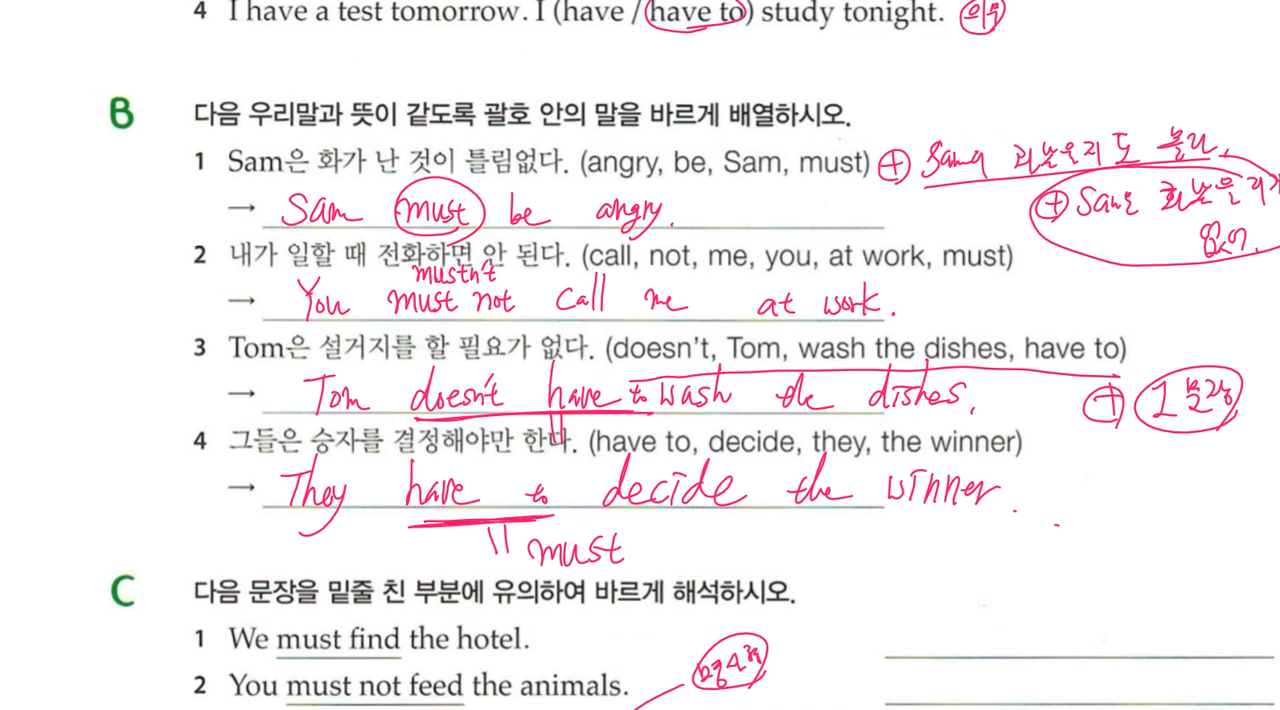 4 I have a test tomorrow. I (have / have to) study tonight. 의무
B 다음 우리말과 뜻이 같도록 괄호 안의 말을 바르게 배열하시오.
1 Sam은 화가 난 것이 틀림없다. (angry, be, Sam, must) + Sam이 화났을지도 몰라.
→ Sam must be angry. + Sam은 화났을 리가 없어.
2 내가 일할 때 전화하면 안 된다. (call, not, me, you, at work, must)
mustn't
→ You must not call me at work.
3 Tom은 설거지를 할 필요가 없다. (doesn't, Tom, wash the dishes, have to)
→ Tom doesn't have to wash the dishes. +
4 그들은 승자를 결정해야만 한다. (have to, decide, they, the winner)
→ They have to decide the winner.
must
C 다음 문장을 밑줄 친 부분에 유의하여 바르게 해석하시오.
1 We must find the hotel.
2 You must not feed the animals.